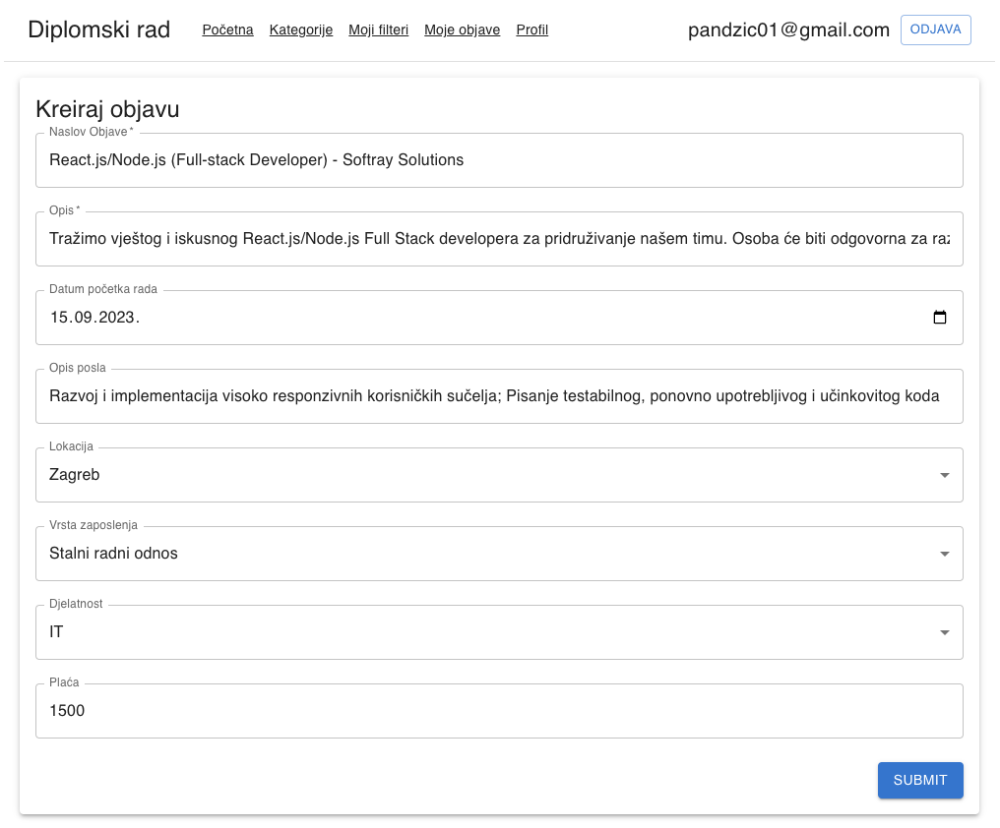 Diplomski rad Početna Kategorije Moji filteri Moje objave Profil pandzic01@gmail.com ODJAVA
Kreiraj objavu
Naslov Objave *
React.js/Node.js (Full-stack Developer) - Softray Solutions
Opis *
Tražimo vještog i iskusnog React.js/Node.js Full Stack developera za pridruživanje našem timu. Osoba će biti odgovorna za
Datum početka rada
15.09.2023.
Opis posla
Razvoj i implementacija visoko responzivnih korisničkih sučelja; Pisanje testabilnog, ponovno upotrebljivog i učinkovitog koda
Lokacija
Zagreb
Vrsta zaposlenja
Stalni radni odnos
Djelatnost
IT
Plaća
1500
SUBMIT